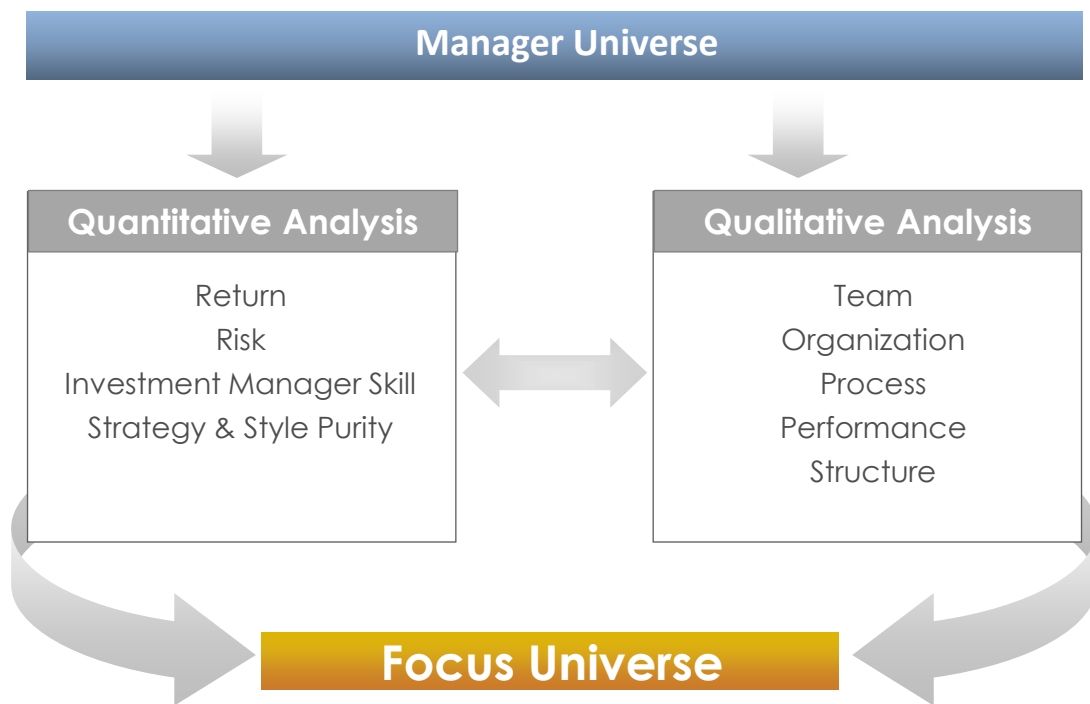 Manager Universe
Quantitative Analysis
Return
Risk
Investment Manager Skill
Strategy & Style Purity
Qualitative Analysis
Team
Organization
Process
Performance
Structure
Focus Universe